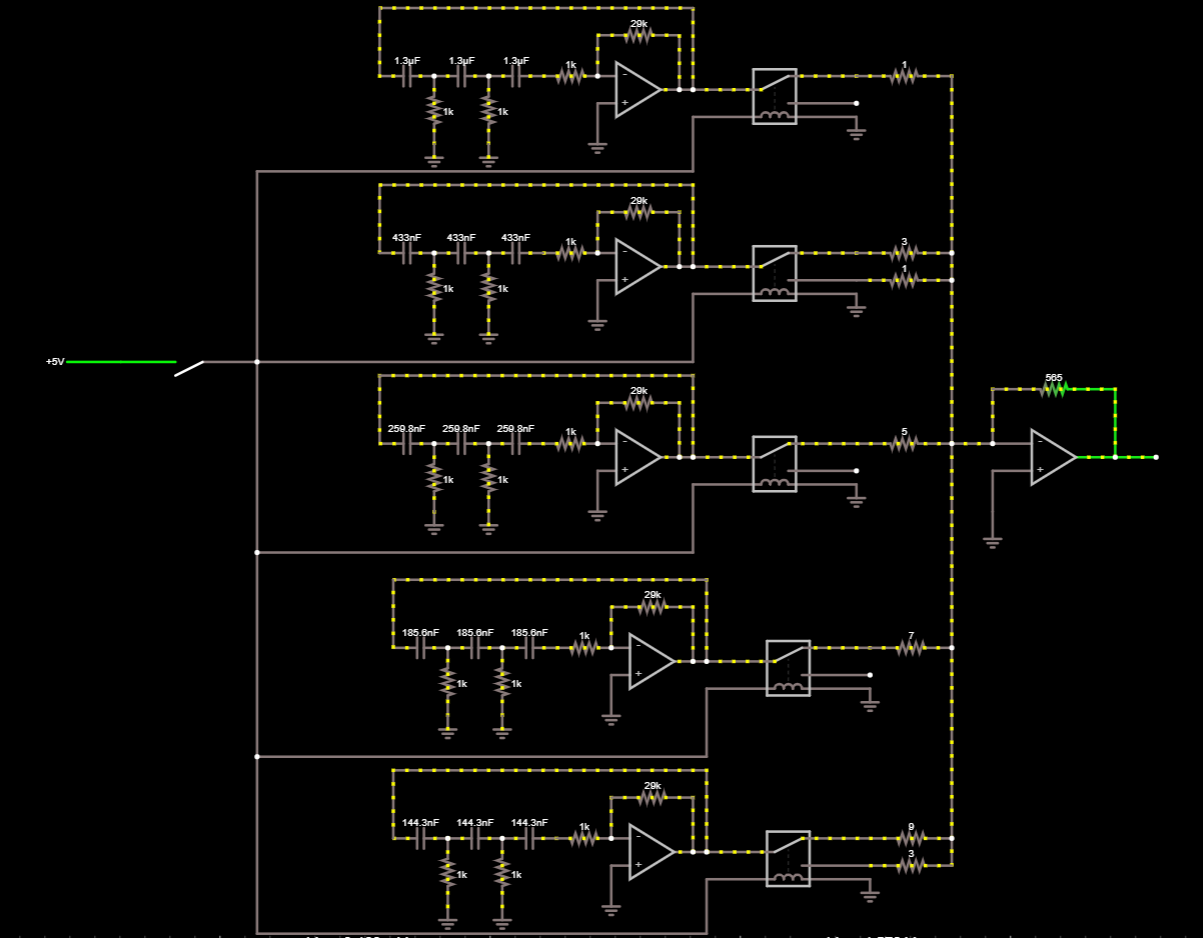 29k
1.3µF 1.3µF 1.3µF 1k 1
1k 1k
29k
433nF 433nF 433nF 1k 3
1
1k 1k
+5V
565
29k
259.8nF 259.8nF 259.8nF 1k 5
1k 1k
29k
185.6nF 185.6nF 185.6nF 1k 7
1k 1k
29k
144.3nF 144.3nF 144.3nF 1k 9
3
1k 1k